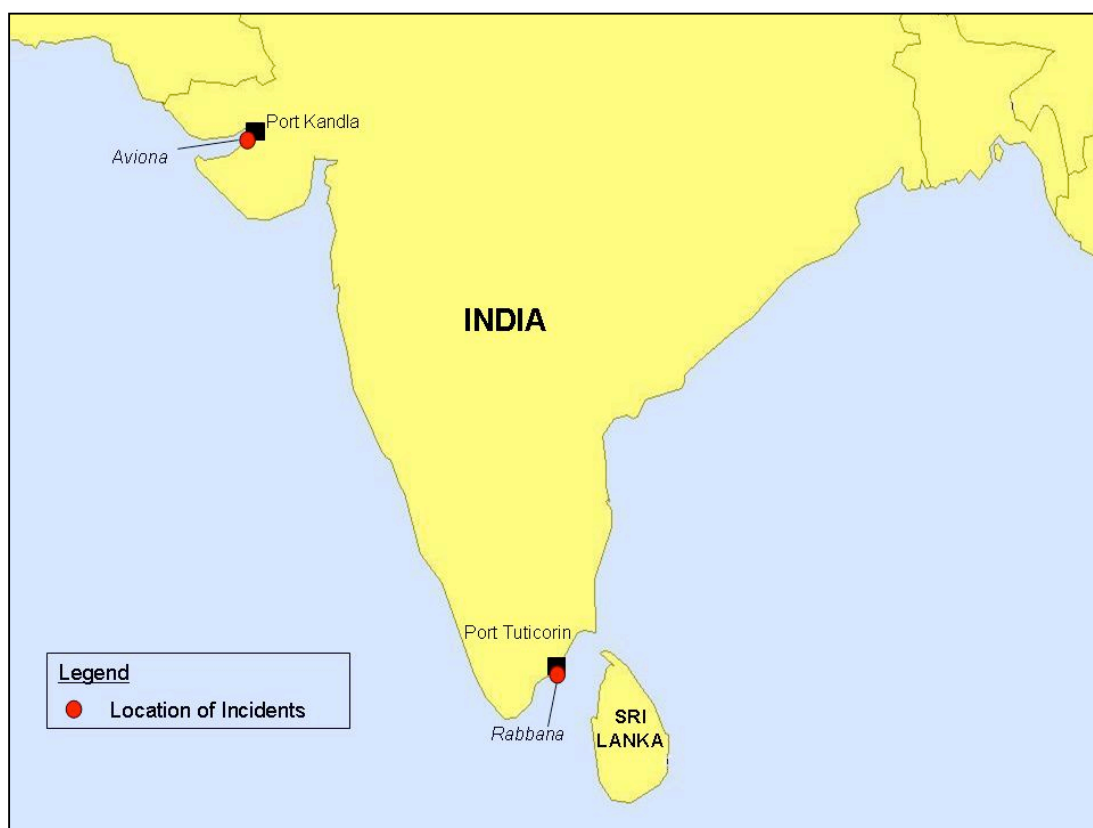 Port Kandla
Aviona
INDIA
Port Tuticorin
Legend
Location of Incidents
Rabbana
SRI
LANKA